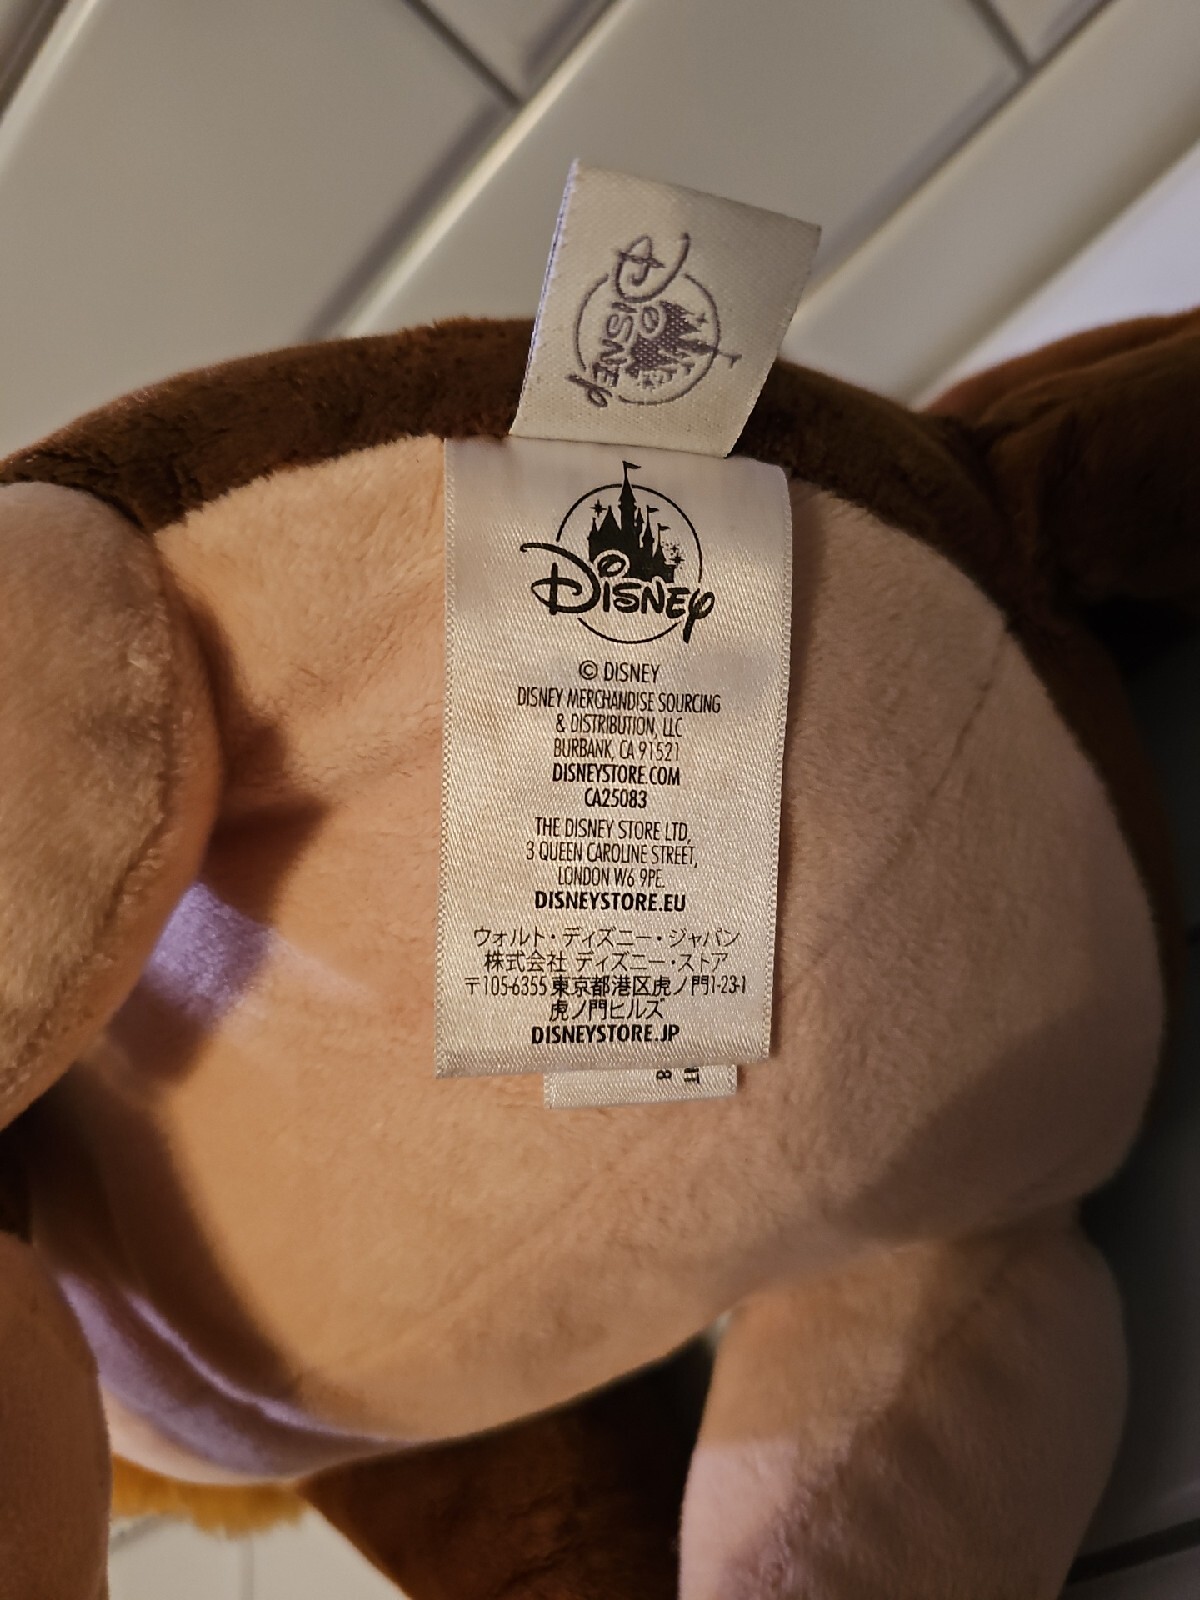 Disney
Disney
© DISNEY
DISNEY MERCHANDISE SOURCING
& DISTRIBUTION, LLC
BURBANK, CA 91521
DISNEYSTORE.COM
CA25083
THE DISNEY STORE LTD,
3 QUEEN CAROLINE STREET,
LONDON W6 9PE.
DISNEYSTORE.EU
ウォルト・ディズニー・ジャパン
株式会社 ディズニー・ストア
〒105-6355 東京都港区虎ノ門1-23-1
虎ノ門ヒルズ
DISNEYSTORE.JP